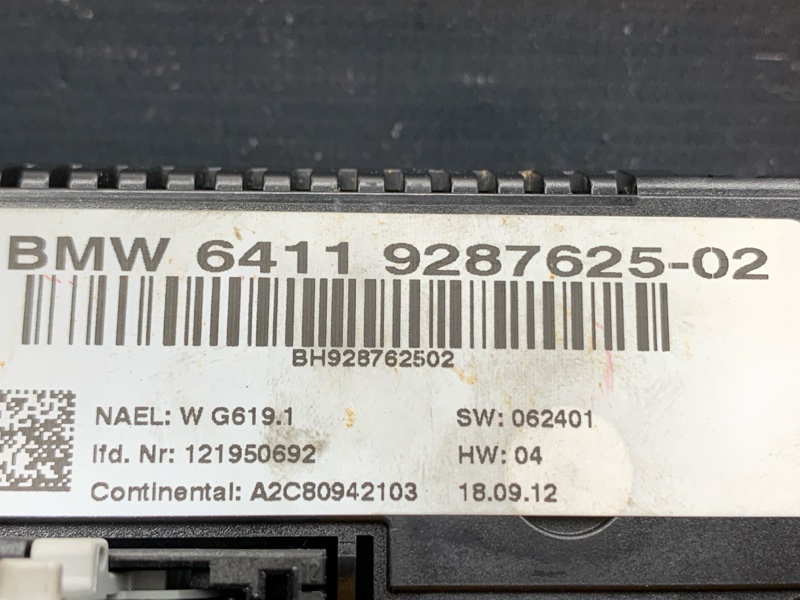 BMW 6411 9287625-02
BH928762502
NAEL: W G619.1 SW: 062401
lfd. Nr: 121950692 HW: 04
Continental: A2C80942103 18.09.12